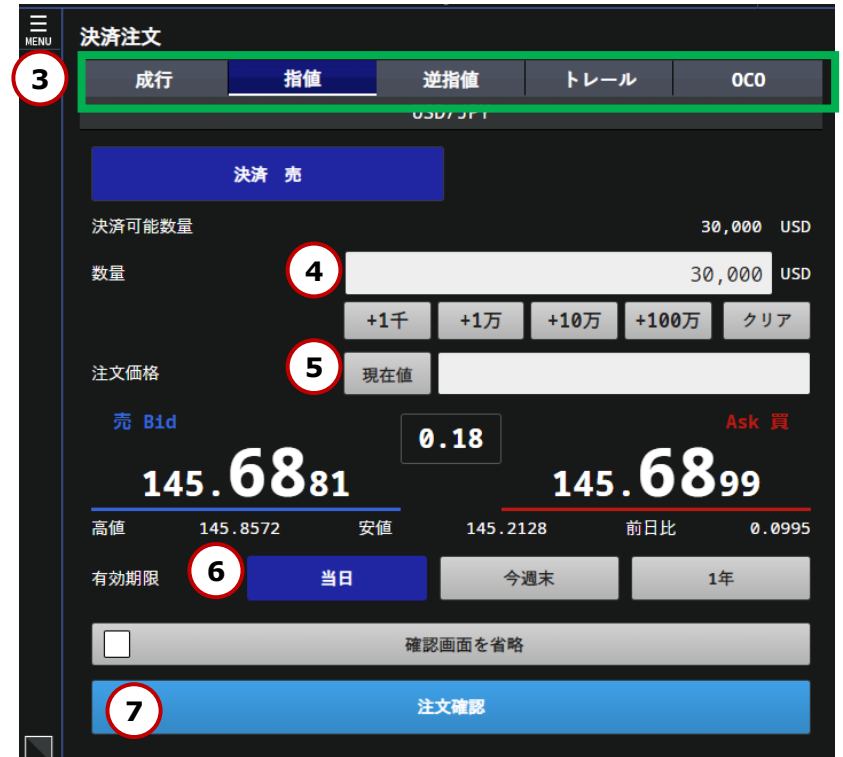 MENU
決済注文
3
成行 指値 逆指値 トレール OCO
USD/JPY
決済 売
決済可能数量 30,000 USD
数量 4 30,000 USD
+1千 +1万 +10万 +100万 クリア
注文価格 5 現在値
売 Bid Ask 買
0.18
145.6881 145.6899
高値 145.8572 安値 145.2128 前日比 0.0995
有効期限 6 当日 今週末 1年
確認画面を省略
7 注文確認